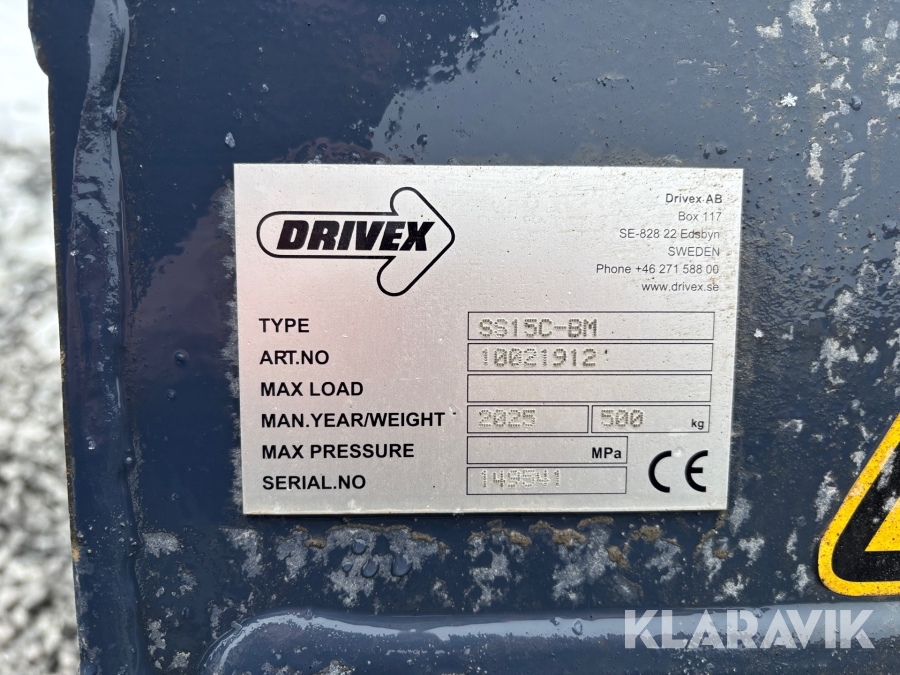 DRIVEX
Drivex AB
Box 117
SE-828 22 Edsbyn
SWEDEN
Phone +46 271 588 00
www.drivex.se
TYPE SS15C-BM
ART.NO 10021912
MAX LOAD
MAN.YEAR/WEIGHT 2025 500 kg
MAX PRESSURE MPa
SERIAL.NO 149541
CE
KLARAVIK